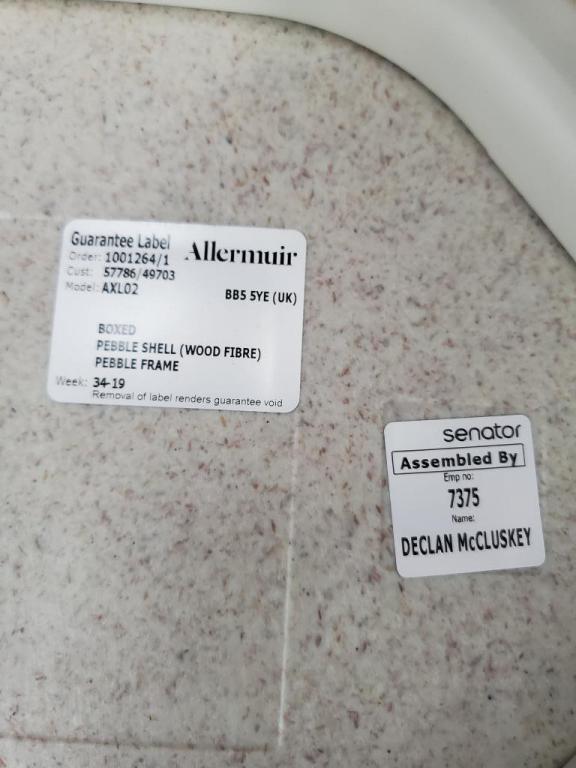 Guarantee Label
Allermuir
Order: 1001264/1
Cust: 57786/49703
Model: AXL02
BB5 5YE (UK)
BOXED
PEBBLE SHELL (WOOD FIBRE)
PEBBLE FRAME
Week: 34-19
Removal of label renders guarantee void
senator
Assembled By
Emp no:
7375
Name:
DECLAN McCLUSKEY